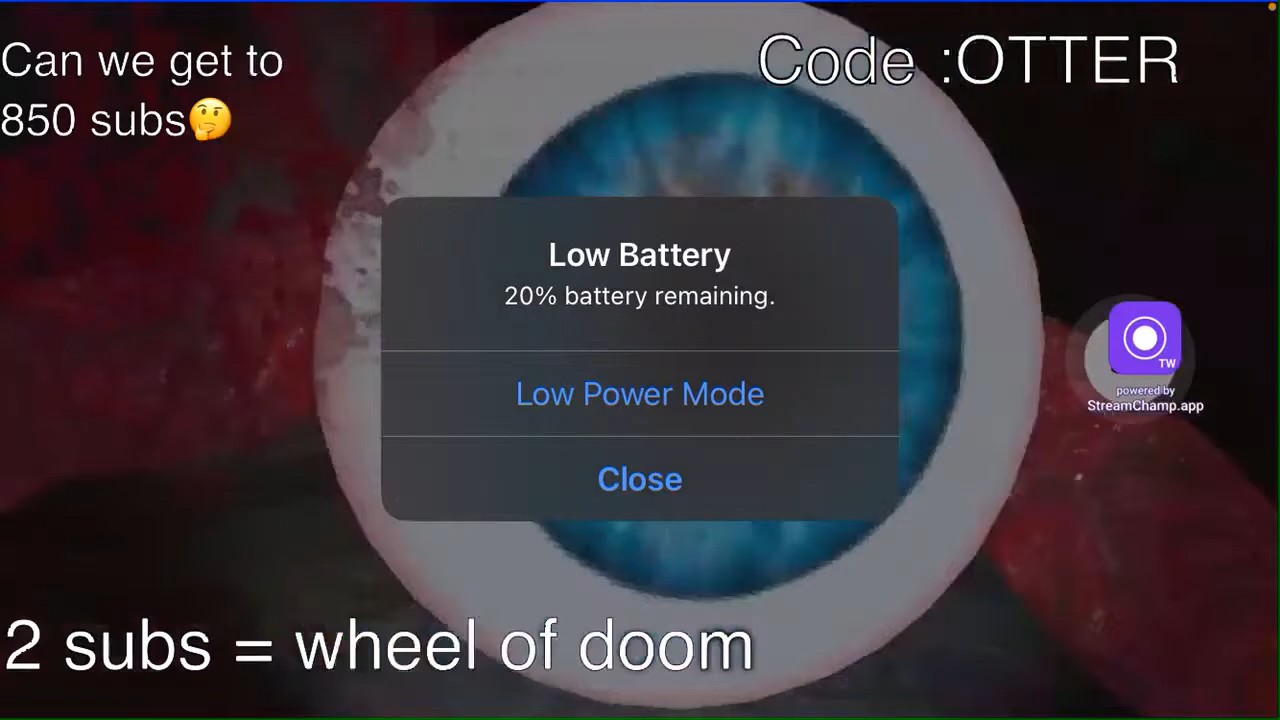 Can we get to
850 subs🤔
Code :OTTER
Low Battery
20% battery remaining.
Low Power Mode
Close
TW
powered by
StreamChamp.app
2 subs = wheel of doom